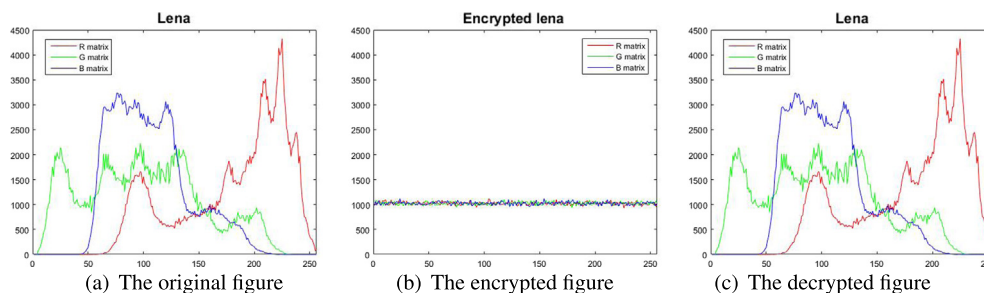 Lena
4500
4000
3500
3000
2500
2000
1500
1000
500
0
R matrix
G matrix
B matrix
0 50 100 150 200 250
(a) The original figure
Encrypted lena
4500
4000
3500
3000
2500
2000
1500
1000
500
0
R matrix
G matrix
B matrix
0 50 100 150 200 250
(b) The encrypted figure
Lena
4500
4000
3500
3000
2500
2000
1500
1000
500
0
R matrix
G matrix
B matrix
0 50 100 150 200
(c) The decrypted figure